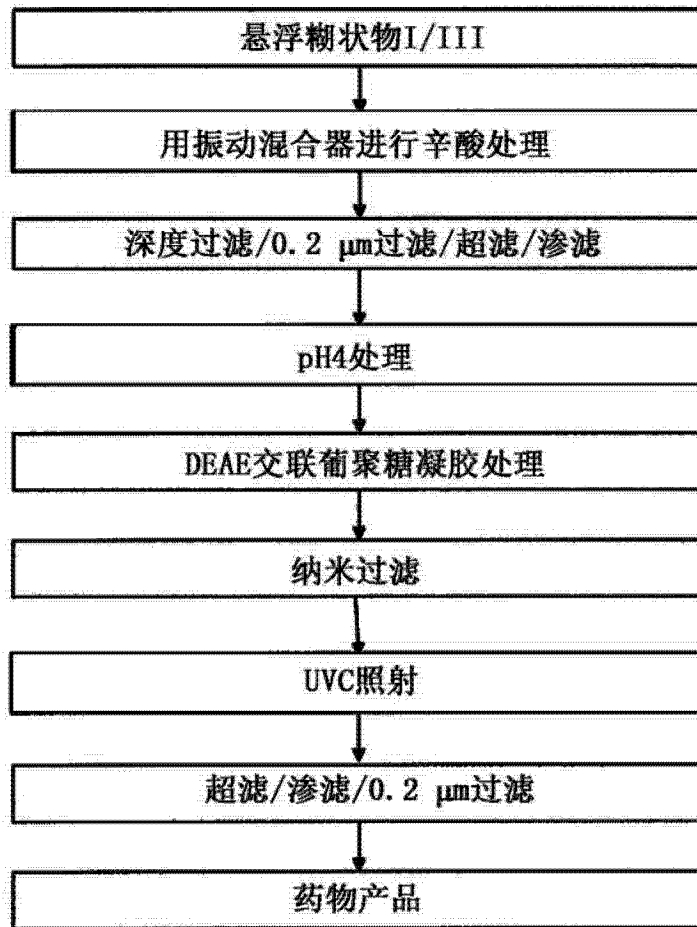 悬浮糊状物I/III
用振动混合器进行辛酸处理
深度过滤/0.2 μm过滤/超滤/渗滤
pH4处理
DEAE交联葡聚糖凝胶处理
纳米过滤
UVC照射
超滤/渗滤/0.2 μm过滤
药物产品